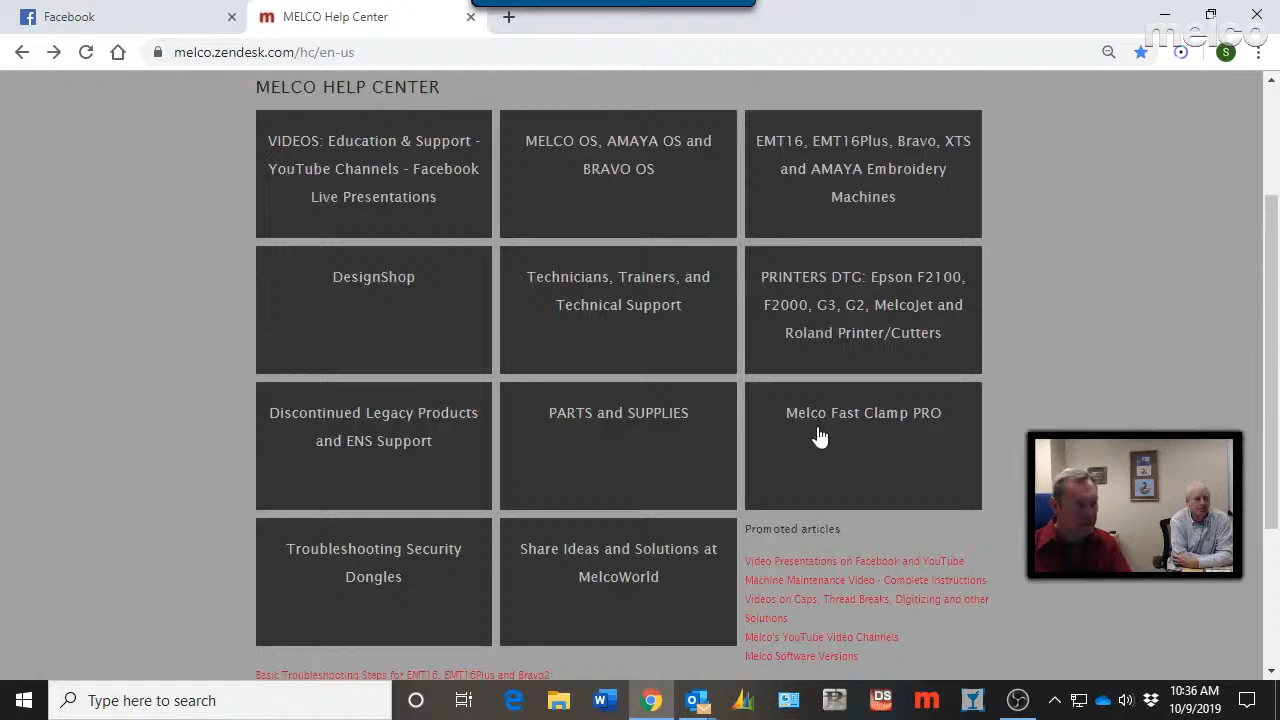 Facebook
MELCO Help Center
melco
melco.zendesk.com/hc/en-us
S
MELCO HELP CENTER
VIDEOS: Education & Support -
YouTube Channels - Facebook
Live Presentations
MELCO OS, AMAYA OS and
BRAVO OS
EMT16, EMT16Plus, Bravo, XTS
and AMAYA Embroidery
Machines
DesignShop
Technicians, Trainers, and
Technical Support
PRINTERS DTG: Epson F2100,
F2000, G3, G2, MelcoJet and
Roland Printer/Cutters
Discontinued Legacy Products
and ENS Support
PARTS and SUPPLIES
Melco Fast Clamp PRO
Troubleshooting Security
Dongles
Share Ideas and Solutions at
MelcoWorld
Promoted articles
Video Presentations on Facebook and YouTube
Machine Maintenance Video - Complete Instructions
Videos on Caps, Thread Breaks, Digitizing and other
Solutions
Melco's YouTube Video Channels
Melco Software Versions
Basic Troubleshooting Steps for EMT16, EMT16Plus and Bravo2
Type here to search
DS
10:36 AM
10/9/2019